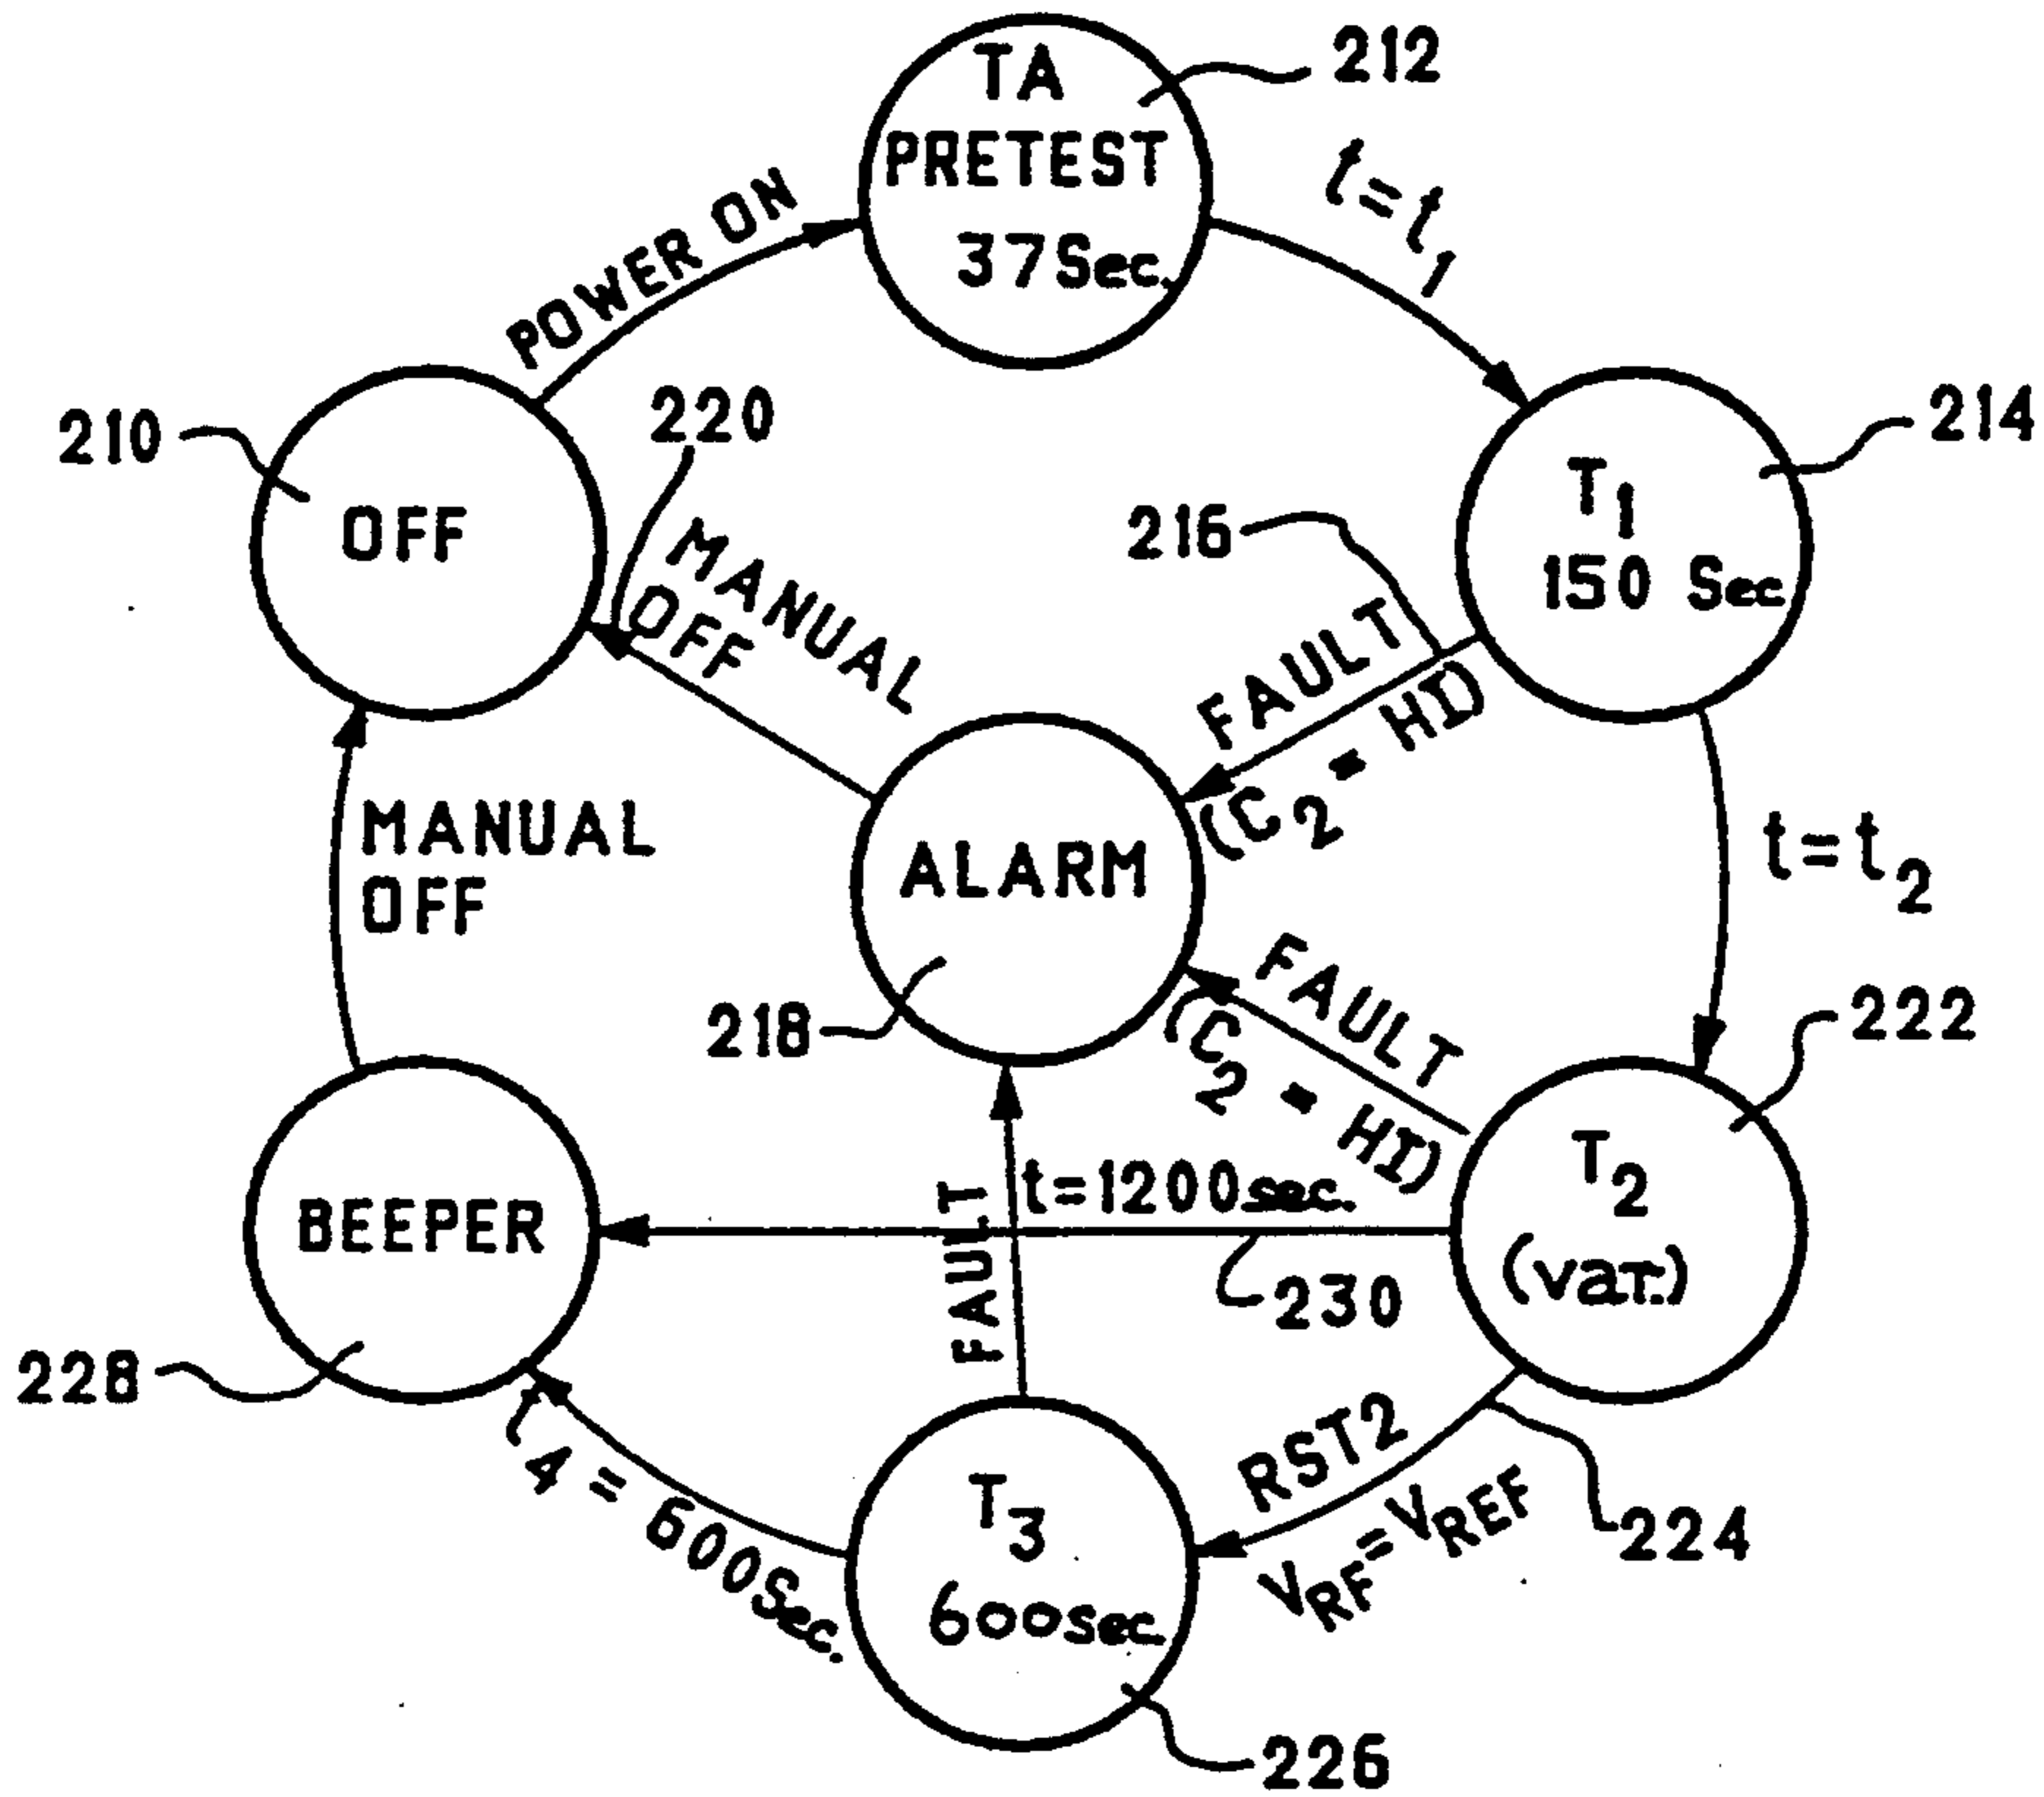 TA
PRETEST
37Sec.
212
t=t1
POWER ON
210
OFF
220
MANUAL
OFF
214
T1
150 Sec
216
FAULT
(C2 = HI)
ALARM
218
MANUAL
OFF
t=t2
FAULT
(C2 = HI)
222
T2
(var.)
t=1200sec.
230
FAULT
BEEPER
228
RST2
VRF=VREF
224
t4 = 600Sec.
T3
600sec.
226